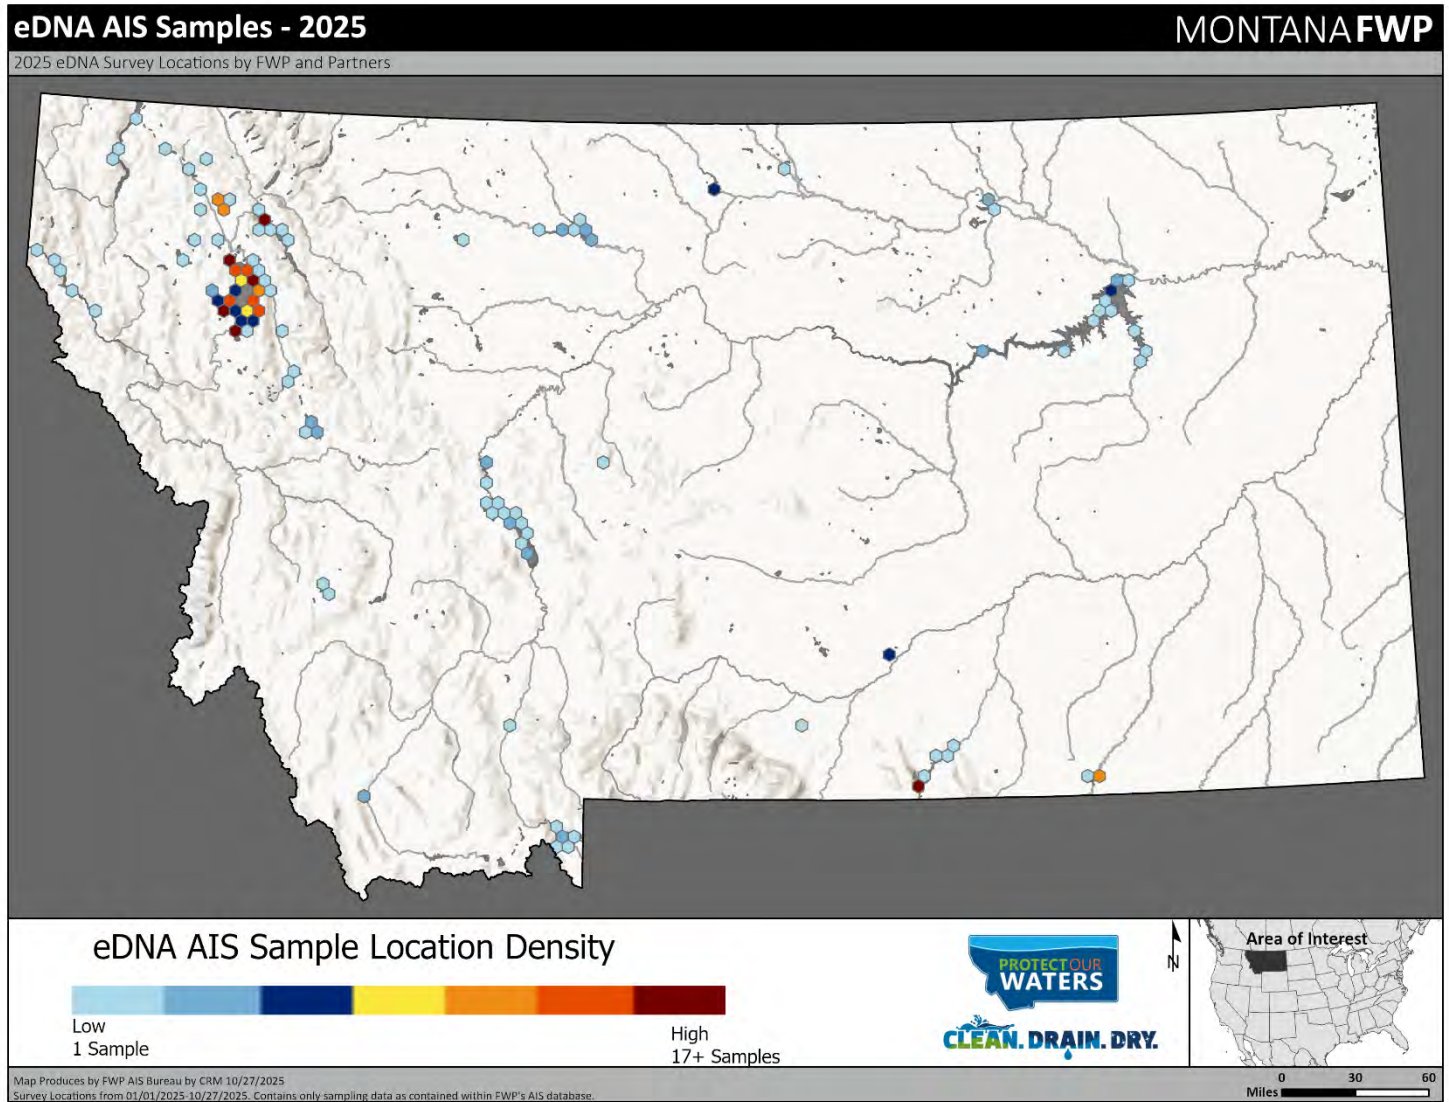 eDNA AIS Samples - 2025
MONTANA FWP
2025 eDNA Survey Locations by FWP and Partners
eDNA AIS Sample Location Density
Low
1 Sample
High
17+ Samples
PROTECT OUR
WATERS
CLEAN. DRAIN. DRY.
N
Area of Interest
Map Produces by FWP AIS Bureau by CRM 10/27/2025
Survey Locations from 01/01/2025-10/27/2025. Contains only sampling data as contained within FWP's AIS database.
0 30 60
Miles